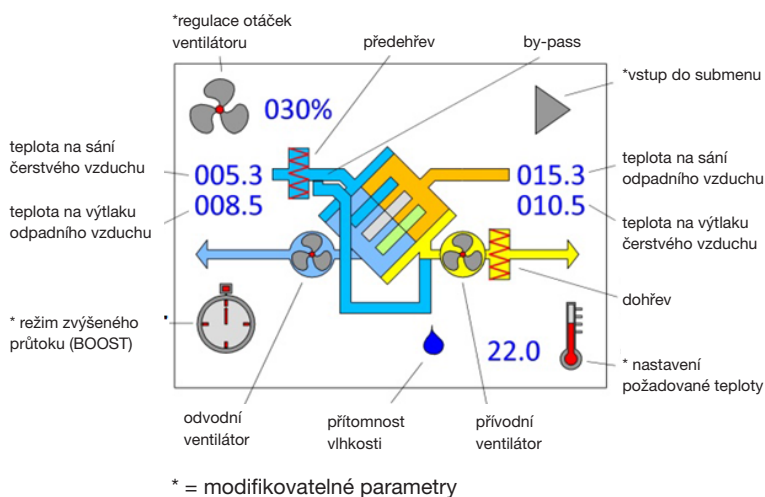 *regulace otáček
ventilátoru
předehřev
by-pass
*vstup do submenu
030%
teplota na sání
čerstvého vzduchu
005.3
015.3
teplota na sání
odpadního vzduchu
teplota na výtlaku
odpadního vzduchu
008.5
010.5
teplota na výtlaku
čerstvého vzduchu
dohřev
* režim zvýšeného
průtoku (BOOST)
22.0
* nastavení
požadované teploty
odvodní
ventilátor
přítomnost
vlhkosti
přívodní
ventilátor
* = modifikovatelné parametry